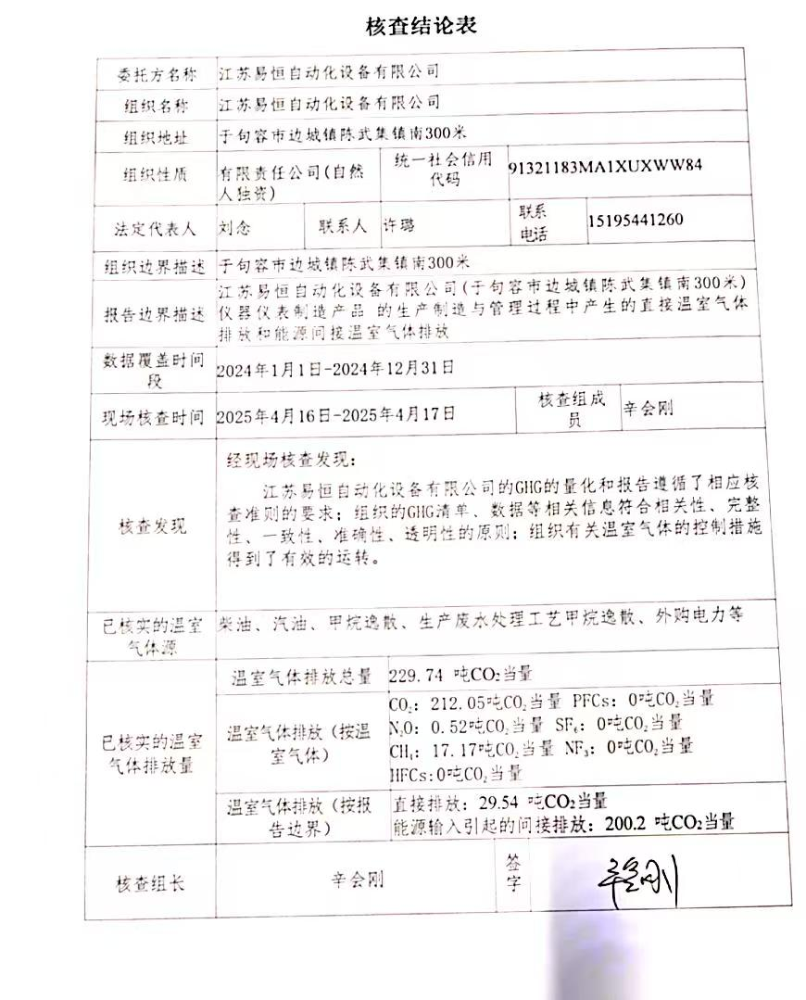 核查结论表
委托方名称 江苏易恒自动化设备有限公司
组织名称 江苏易恒自动化设备有限公司
组织地址 于句容市边城镇陈武集镇南300米
组织性质 有限责任公司(自然
人独资) 统一社会信用
代码 91321183MA1XUXWW84
法定代表人 刘念 联系人 许璐 联系
电话 15195441260
组织边界描述 于句容市边城镇陈武集镇南300米
报告边界描述 江苏易恒自动化设备有限公司(于句容市边城镇陈武集镇南300米)
仪器仪表制造产品 的生产制造与管理过程中产生的直接温室气体
排放和能源间接温室气体排放
数据覆盖时间
段 2024年1月1日-2024年12月31日
现场核查时间 2025年4月16日-2025年4月17日 核查组成
员 辛会刚
核查发现 经现场核查发现：
江苏易恒自动化设备有限公司的GHG的量化和报告遵循了相应核
查准则的要求；组织的GHG清单、数据等相关信息符合相关性、完整
性、一致性、准确性、透明性的原则；组织有关温室气体的控制措施
得到了有效的运转。
已核实的温室
气体源 柴油、汽油、甲烷逸散、生产废水处理工艺甲烷逸散、外购电力等
已核实的温室
气体排放量 温室气体排放总量 229.74 吨CO₂当量
温室气体排放（按温
室气体） CO₂：212.05吨CO₂当量 PFCs：0吨CO₂当量
N₂O：0.52吨CO₂当量 SF₆：0吨CO₂当量
CH₄：17.17吨CO₂当量 NF₃：0吨CO₂当量
HFCs:0吨CO₂当量
温室气体排放（按报
告边界） 直接排放：29.54 吨CO₂当量
能源输入引起的间接排放：200.2 吨CO₂当量
核查组长 辛会刚 签
字 辛会刚